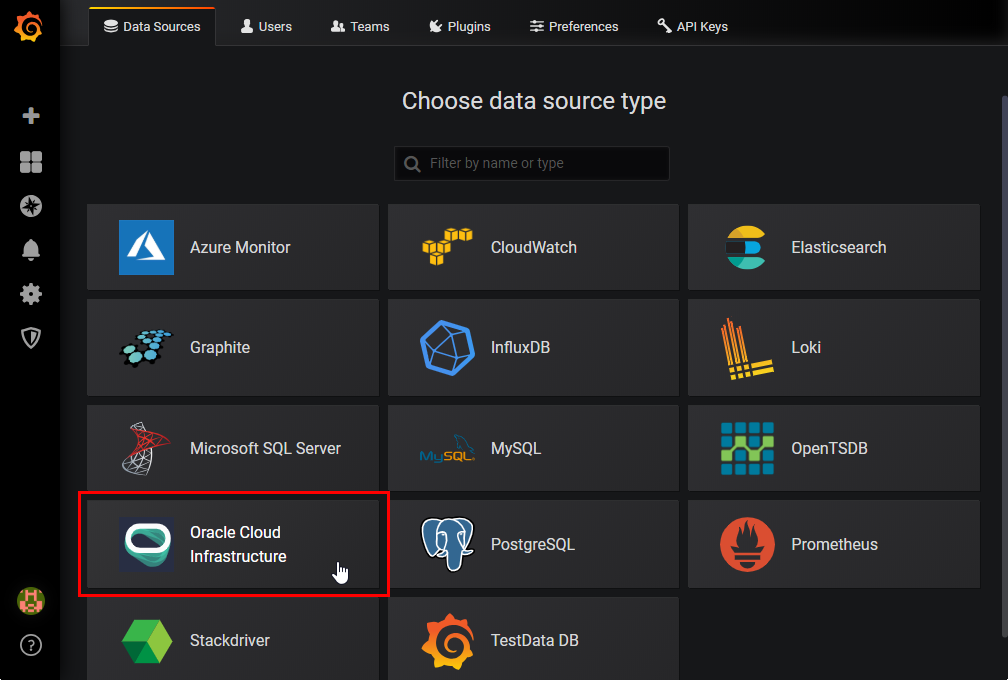 Data Sources
Users
Teams
Plugins
Preferences
API Keys
Choose data source type
Filter by name or type
Azure Monitor
CloudWatch
Elasticsearch
Graphite
InfluxDB
Loki
Microsoft SQL Server
MySQL
MySQL
OpenTSDB
Oracle Cloud
Infrastructure
PostgreSQL
Prometheus
Stackdriver
TestData DB
?